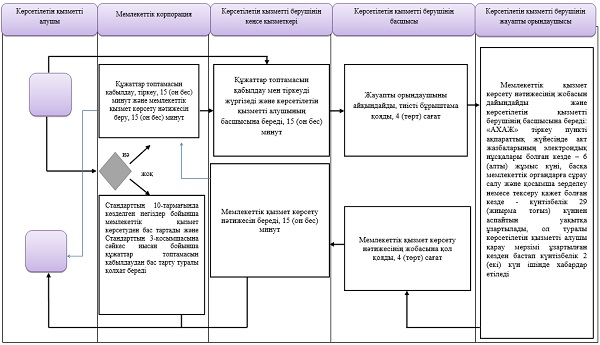 Көрсетілетін қызметті
алушы
Мемлекеттік корпорация
Көрсетілетін қызметті берушінің
кеңсе қызметкері
Көрсетілетін қызметті берушінің
басшысы
Көрсетілетін қызметті берушінің
жауапты орындаушысы
Құжаттар топтамасын
қабылдау, тіркеу, 15 (он бес)
минут және мемлекеттік
қызмет көрсету нәтижесін
беру, 15 (он бес) минут
Құжаттар топтамасын
қабылдау мен тіркеуді
жүргізеді және көрсетілетін
қызметті алушының
басшысына береді, 15 (он бес)
минут
Жауапты орындаушыны
айқындайды, тиісті бұрыштама
қояды, 4 (төрт) сағат
Мемлекеттік қызмет
көрсету нәтижесінің жобасын
дайындайды және
көрсетілетін қызметті
берушінің басшысына береді:
«АХАЖ» тіркеу пункті
ақпараттық жүйесінде акт
жазбаларының электрондық
нұсқалары болған кезде – 6
(алты) жұмыс күні, басқа
мемлекеттік органдарға сұрау
салу және қосымша зерделеу
немесе тексеру қажет болған
кезде - күнтізбелік 29
(жиырма тоғыз) күннен
аспайтын уақытқа
ұзартылады, ол туралы
көрсетілетін қызметті алушы
қарау мерзімі ұзартылған
кезден бастап күнтізбелік 2
(екі) күн ішінде хабардар
етіледі
иә
жоқ
Стандарттың 10-тармағында
көзделген негіздер бойынша
мемлекеттік қызмет
көрсетуден бас тартады және
Стандарттың 3-қосымшасына
сәйкес нысан бойынша
құжаттар топтамасын
қабылдаудан бас тарту туралы
қолхат береді
Мемлекеттік қызмет көрсету
нәтижесін береді, 15 (он бес)
минут
Мемлекеттік қызмет көрсету
нәтижесінің жобасына қол
қояды, 4 (төрт) сағат